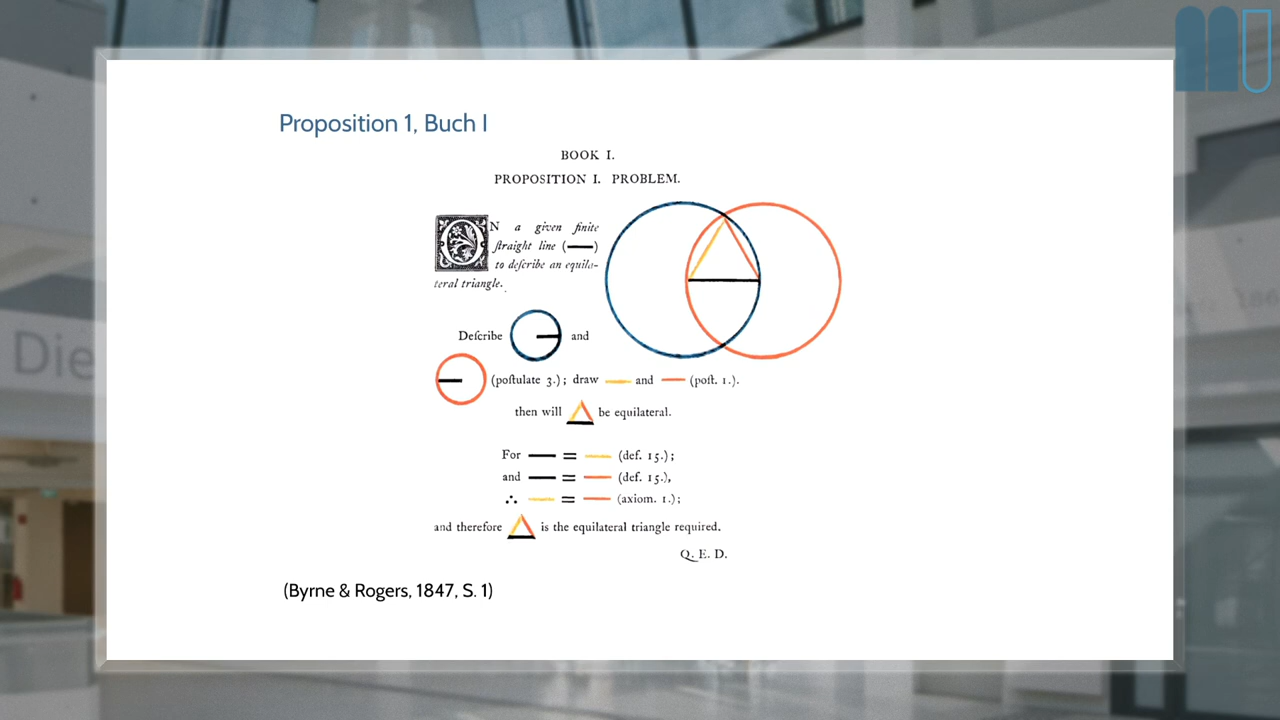 Proposition 1, Buch I
BOOK I.
PROPOSITION I. PROBLEM.
ON a given finite
ſtraight line ( )
to deſcribe an equila-
teral triangle.
Deſcribe and
(poſtulate 3.); draw and (poſt. 1.).
then will be equilateral.
For = (def. 15.);
and = (def. 15.),
∴ = (axiom. 1.);
and therefore is the equilateral triangle required.
Q. E. D.
(Byrne & Rogers, 1847, S. 1)
Die